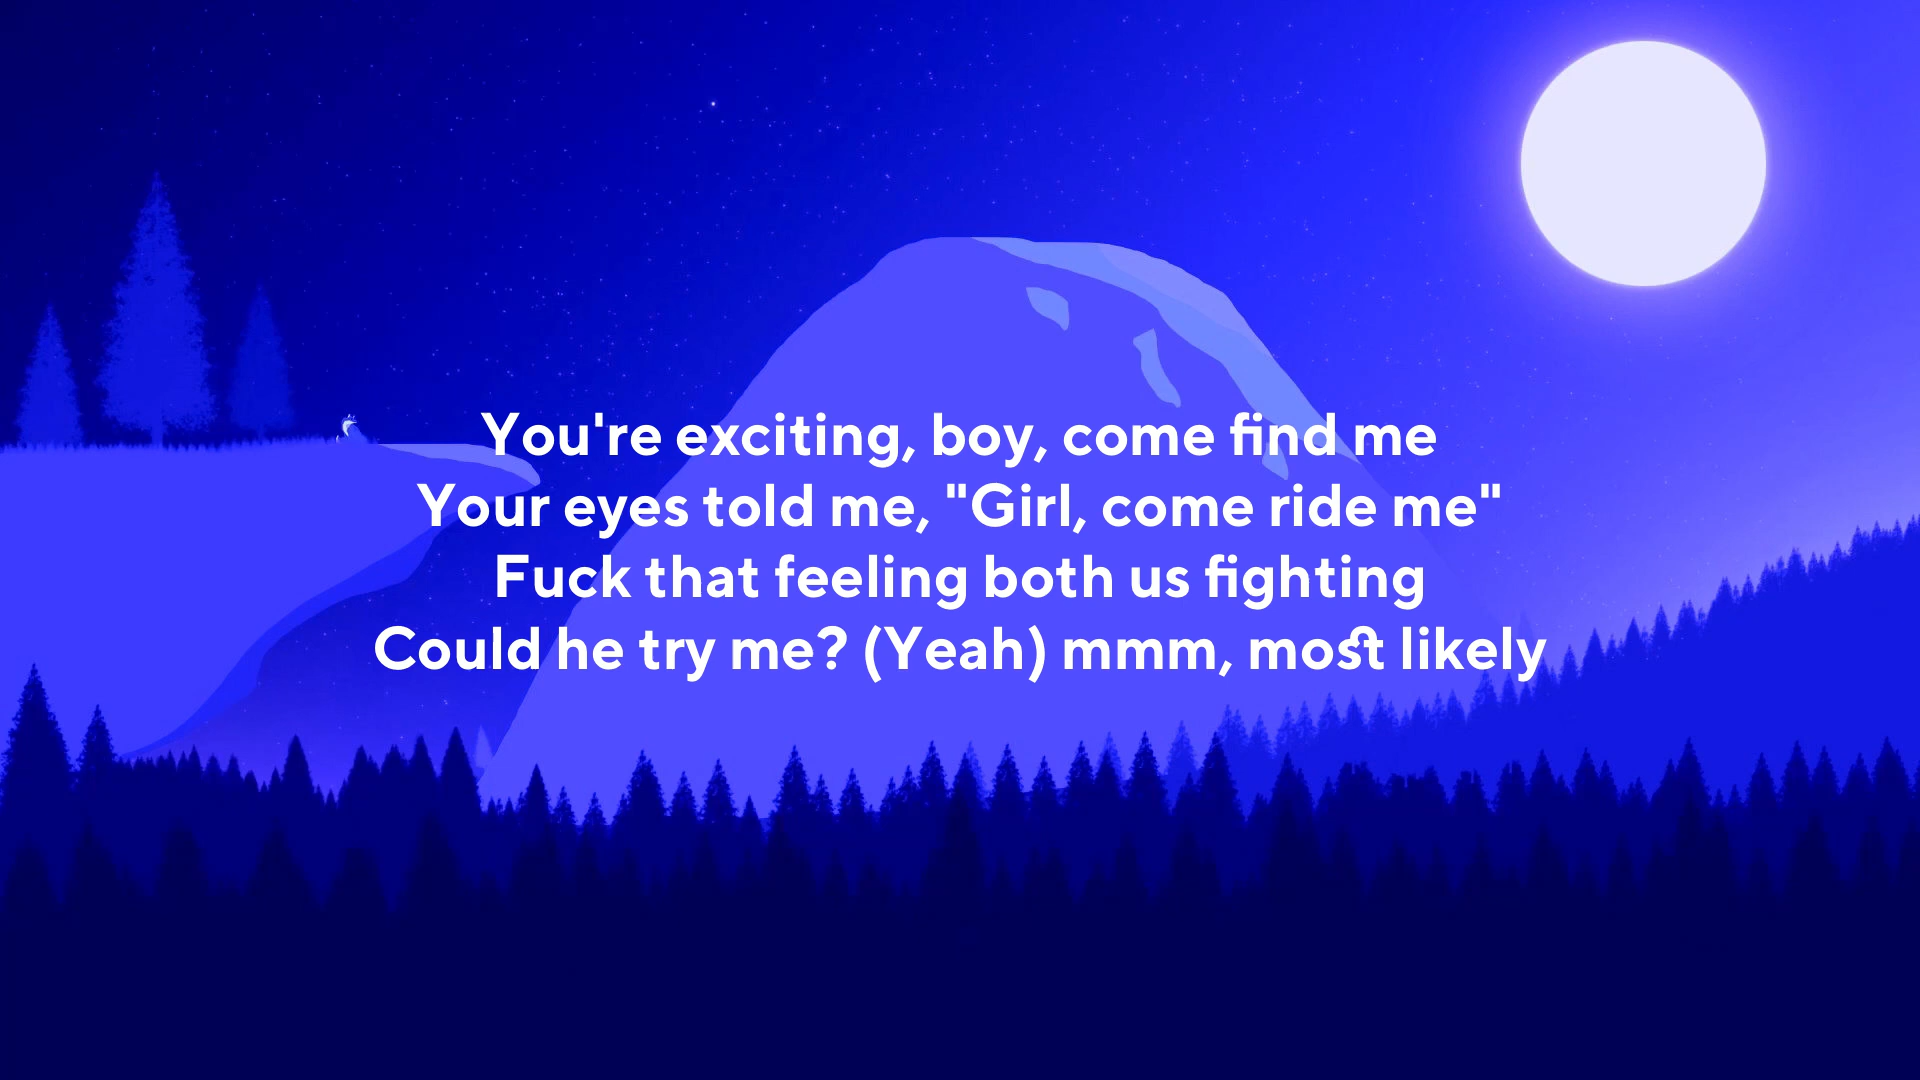 You're exciting, boy, come find me
Your eyes told me, "Girl, come ride me"
Fuck that feeling both us fighting
Could he try me? (Yeah) mmm, most likely